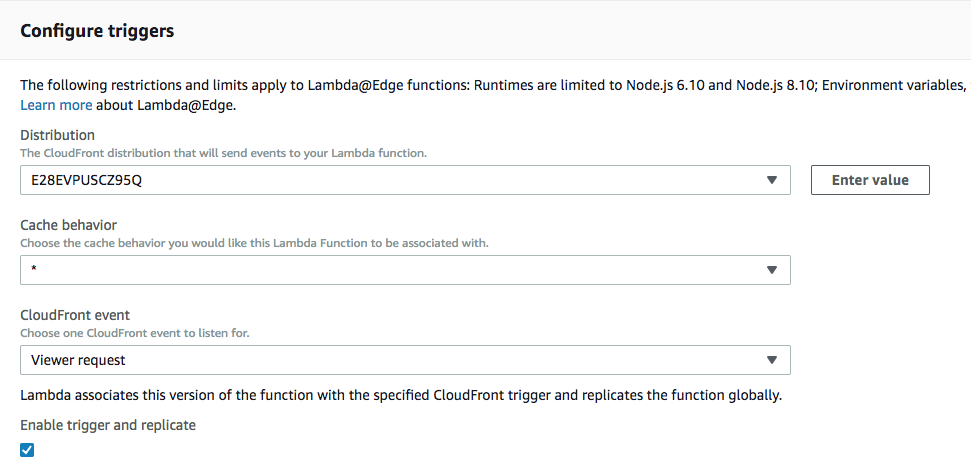 Configure triggers
The following restrictions and limits apply to Lambda@Edge functions: Runtimes are limited to Node.js 6.10 and Node.js 8.10; Environment variables,
Learn more about Lambda@Edge.
Distribution
The CloudFront distribution that will send events to your Lambda function.
E28EVPUSCZ95Q
Enter value
Cache behavior
Choose the cache behavior you would like this Lambda Function to be associated with.
*
CloudFront event
Choose one CloudFront event to listen for.
Viewer request
Lambda associates this version of the function with the specified CloudFront trigger and replicates the function globally.
Enable trigger and replicate